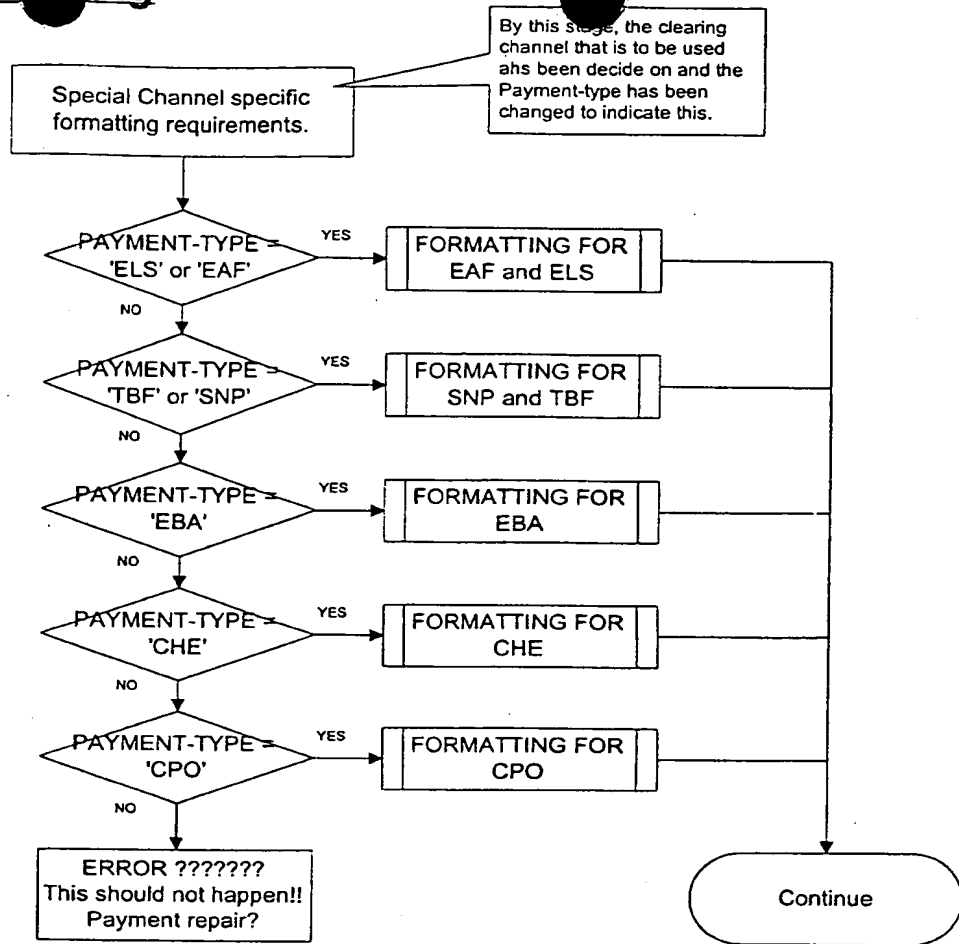 By this stage, the clearing
channel that is to be used
ahs been decide on and the
Payment-type has been
changed to indicate this.
Special Channel specific
formatting requirements.
PAYMENT-TYPE =
'ELS' or 'EAF'
YES
FORMATTING FOR
EAF and ELS
NO
PAYMENT-TYPE =
'TBF' or 'SNP'
YES
FORMATTING FOR
SNP and TBF
NO
PAYMENT-TYPE =
'EBA'
YES
FORMATTING FOR
EBA
NO
PAYMENT-TYPE =
'CHE'
YES
FORMATTING FOR
CHE
NO
PAYMENT-TYPE =
'CPO'
YES
FORMATTING FOR
CPO
NO
ERROR ???????
This should not happen!!
Payment repair?
Continue